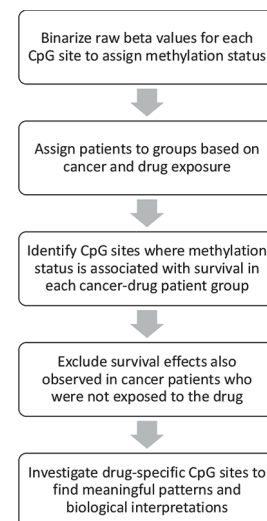 Binarize raw beta values for each
CpG site to assign methylation status
Assign patients to groups based on
cancer and drug exposure
Identify CpG sites where methylation
status is associated with survival in
each cancer-drug patient group
Exclude survival effects also
observed in cancer patients who
were not exposed to the drug
Investigate drug-specific CpG sites to
find meaningful patterns and
biological interpretations